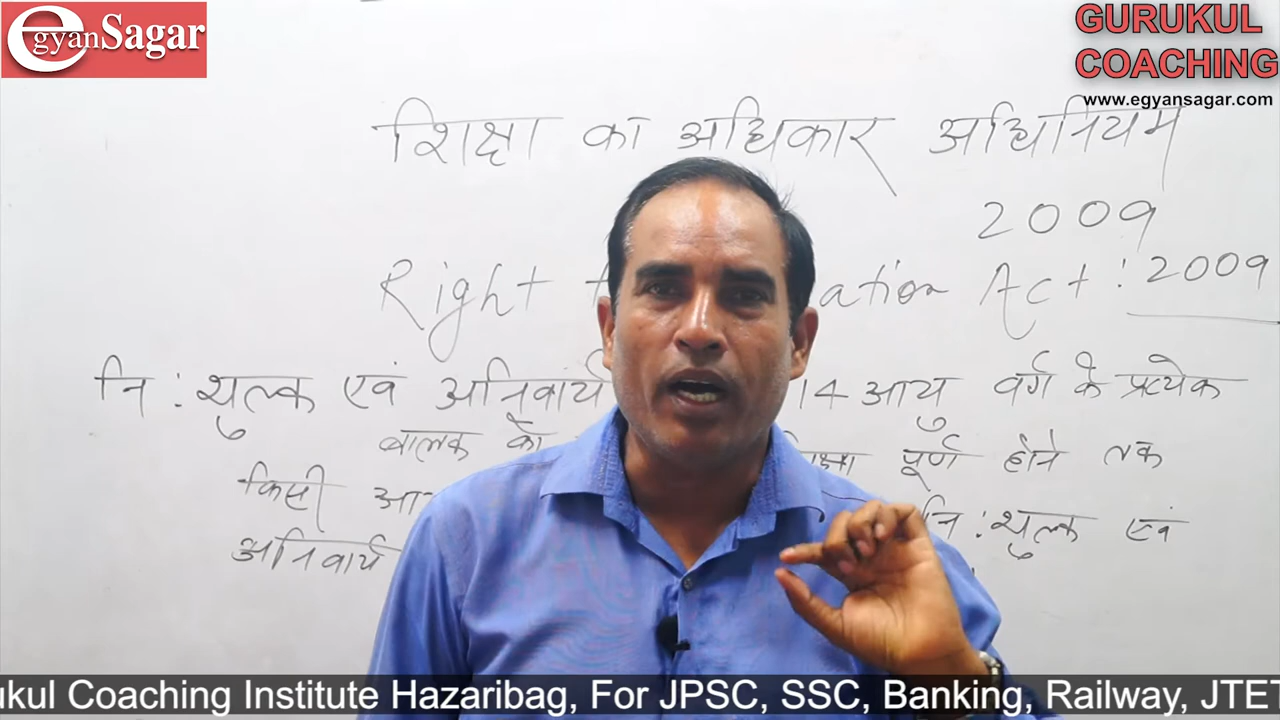 egyanSagar
GURUKUL
COACHING
www.egyansagar.com
शिक्षा का अधिकार अधिनियम
2009
Right ation Act : 2009
नि : शुल्क एवं अनिवार्य 14 आयु वर्ग के प्रत्येक
बालक को पूर्ण होने तक
किसी नि : शुल्क एवं
अनिवार्य
ukul Coaching Institute Hazaribag, For JPSC, SSC, Banking, Railway, JTET